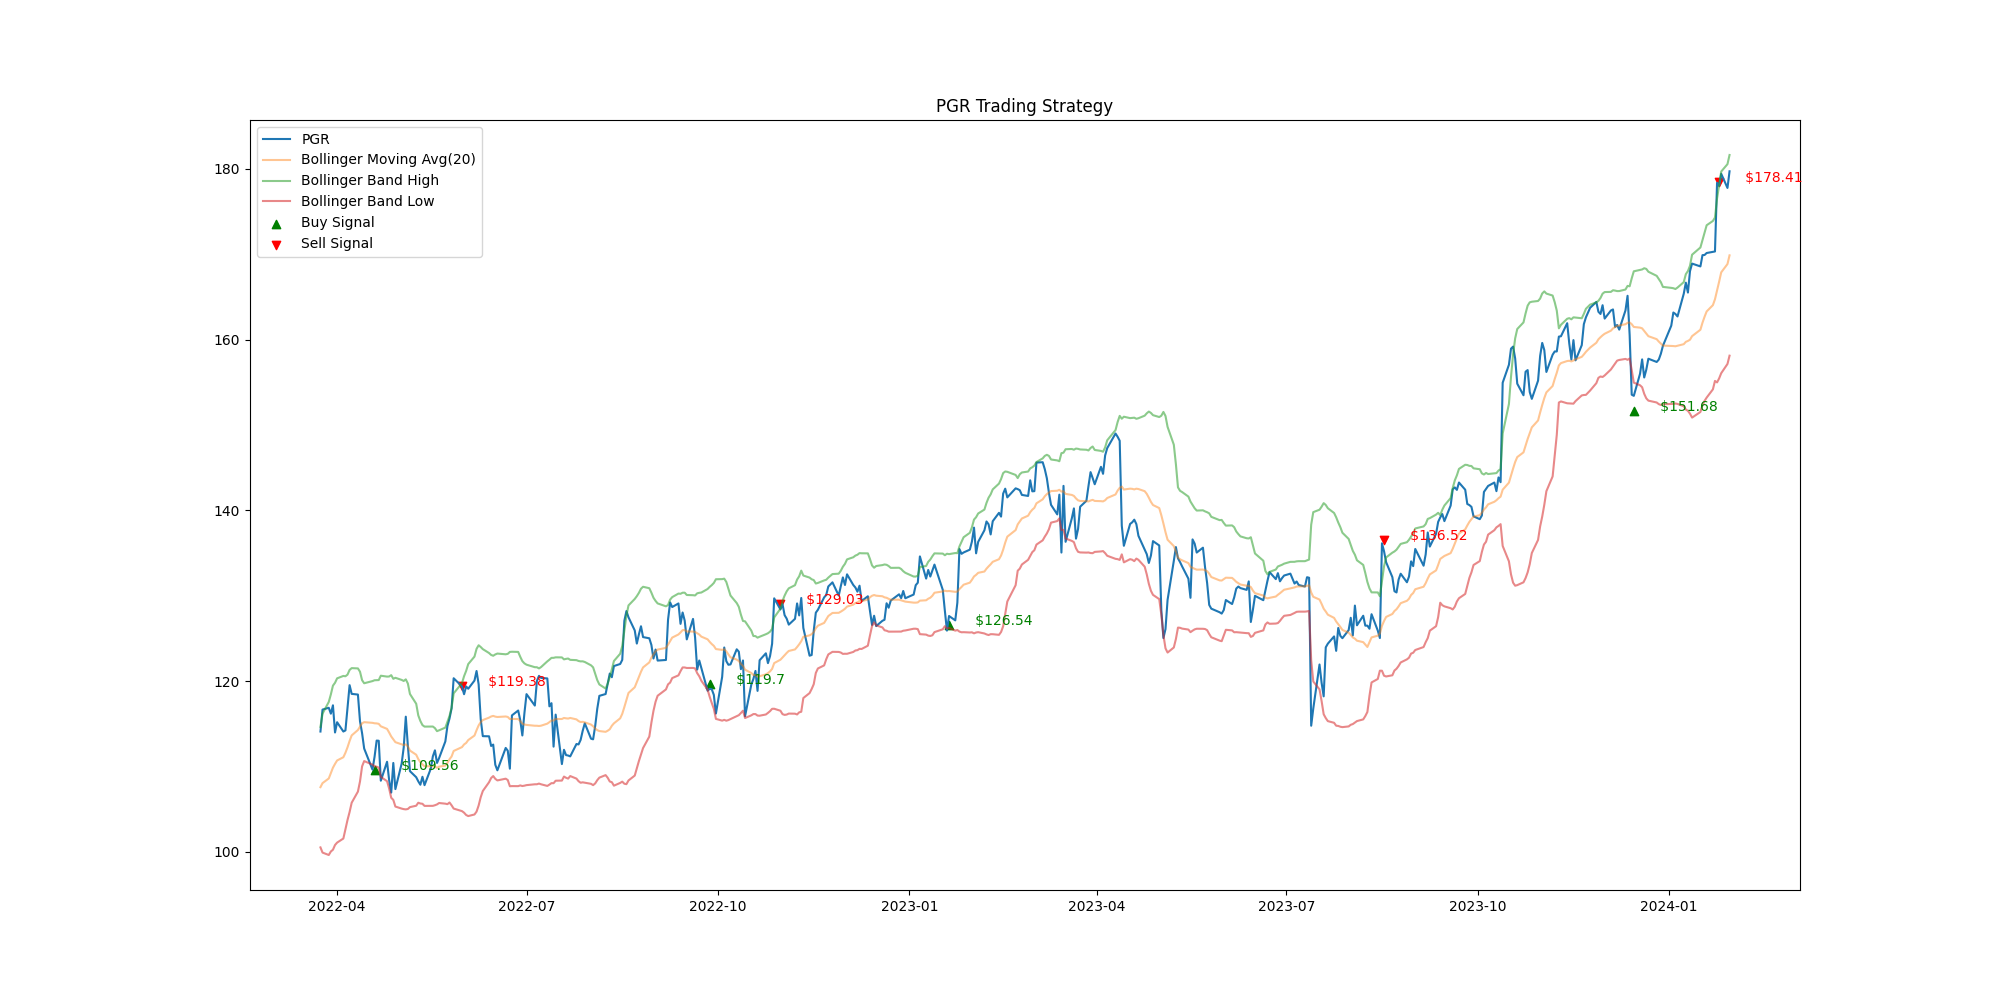 PGR Trading Strategy
PGR
Bollinger Moving Avg(20)
Bollinger Band High
Bollinger Band Low
Buy Signal
Sell Signal
180
160
140
120
100
$178.41
$151.68
$136.52
$126.54
$129.03
$119.7
$119.38
$109.56
2022-04 2022-07 2022-10 2023-01 2023-04 2023-07 2023-10 2024-01